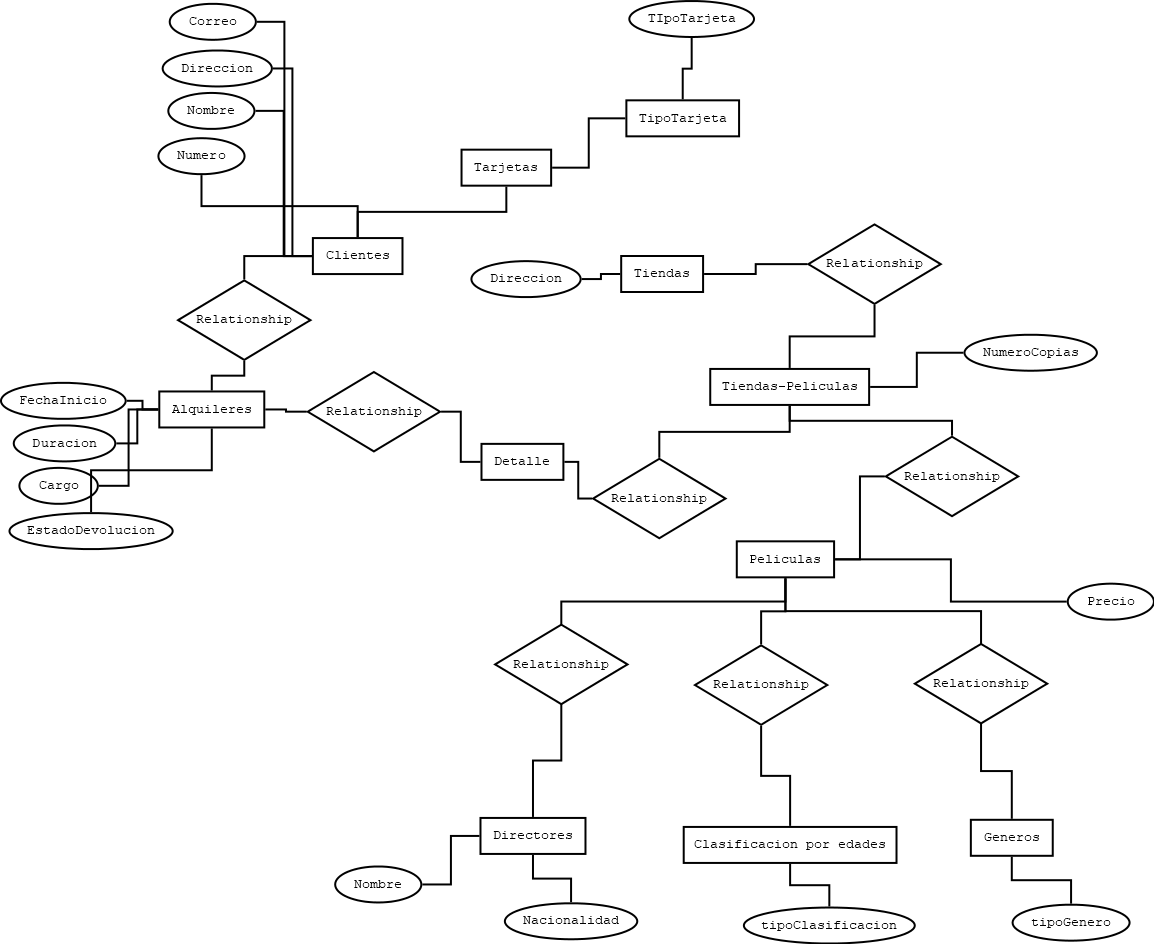 Correo
TIpoTarjeta
Direccion
Nombre
TipoTarjeta
Numero
Tarjetas
Clientes
Relationship
Direccion
Tiendas
Relationship
NumeroCopias
Tiendas-Peliculas
FechaInicio
Alquileres
Relationship
Duracion
Detalle
Relationship
Relationship
Cargo
EstadoDevolucion
Peliculas
Precio
Relationship
Relationship
Relationship
Directores
Clasificacion por edades
Generos
Nombre
Nacionalidad
tipoClasificacion
tipoGenero